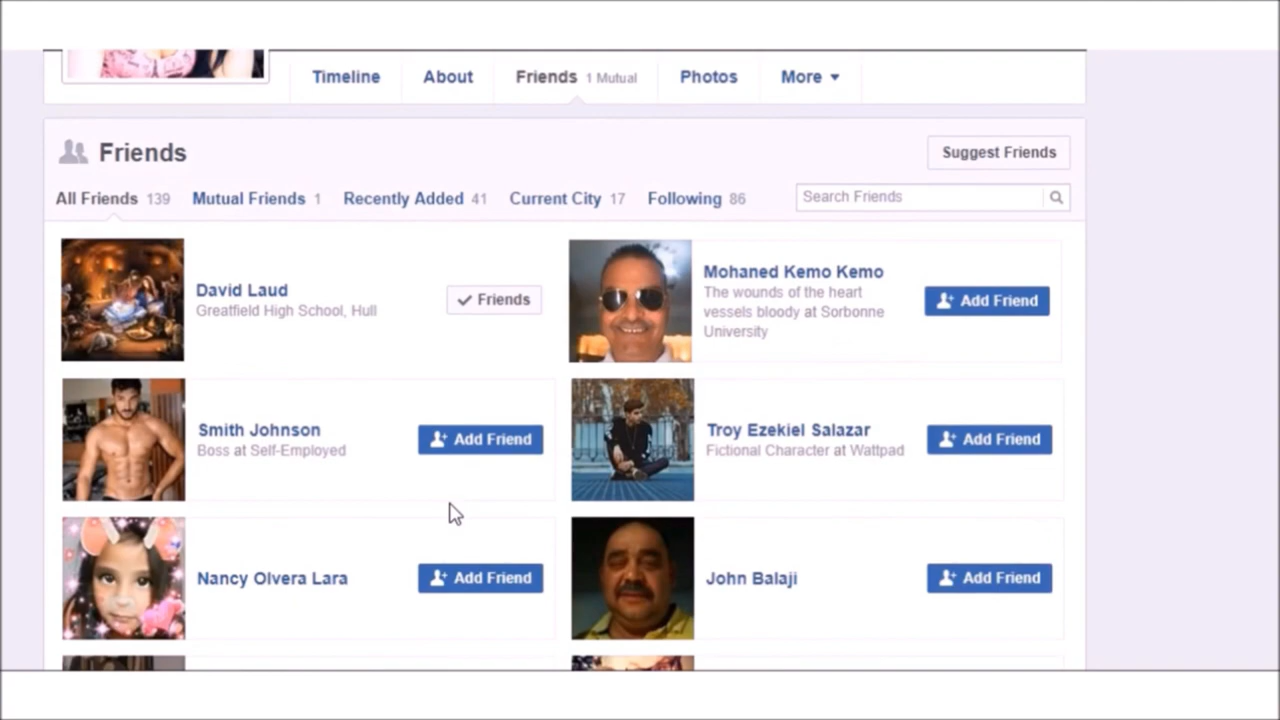 Timeline
About
Friends 1 Mutual
Photos
More
Friends
Suggest Friends
All Friends 139
Mutual Friends 1
Recently Added 41
Current City 17
Following 86
Search Friends
David Laud
Greatfield High School, Hull
Friends
Mohaned Kemo Kemo
The wounds of the heart
vessels bloody at Sorbonne
University
Add Friend
Smith Johnson
Boss at Self-Employed
Add Friend
Troy Ezekiel Salazar
Fictional Character at Wattpad
Add Friend
Nancy Olvera Lara
Add Friend
John Balaji
Add Friend